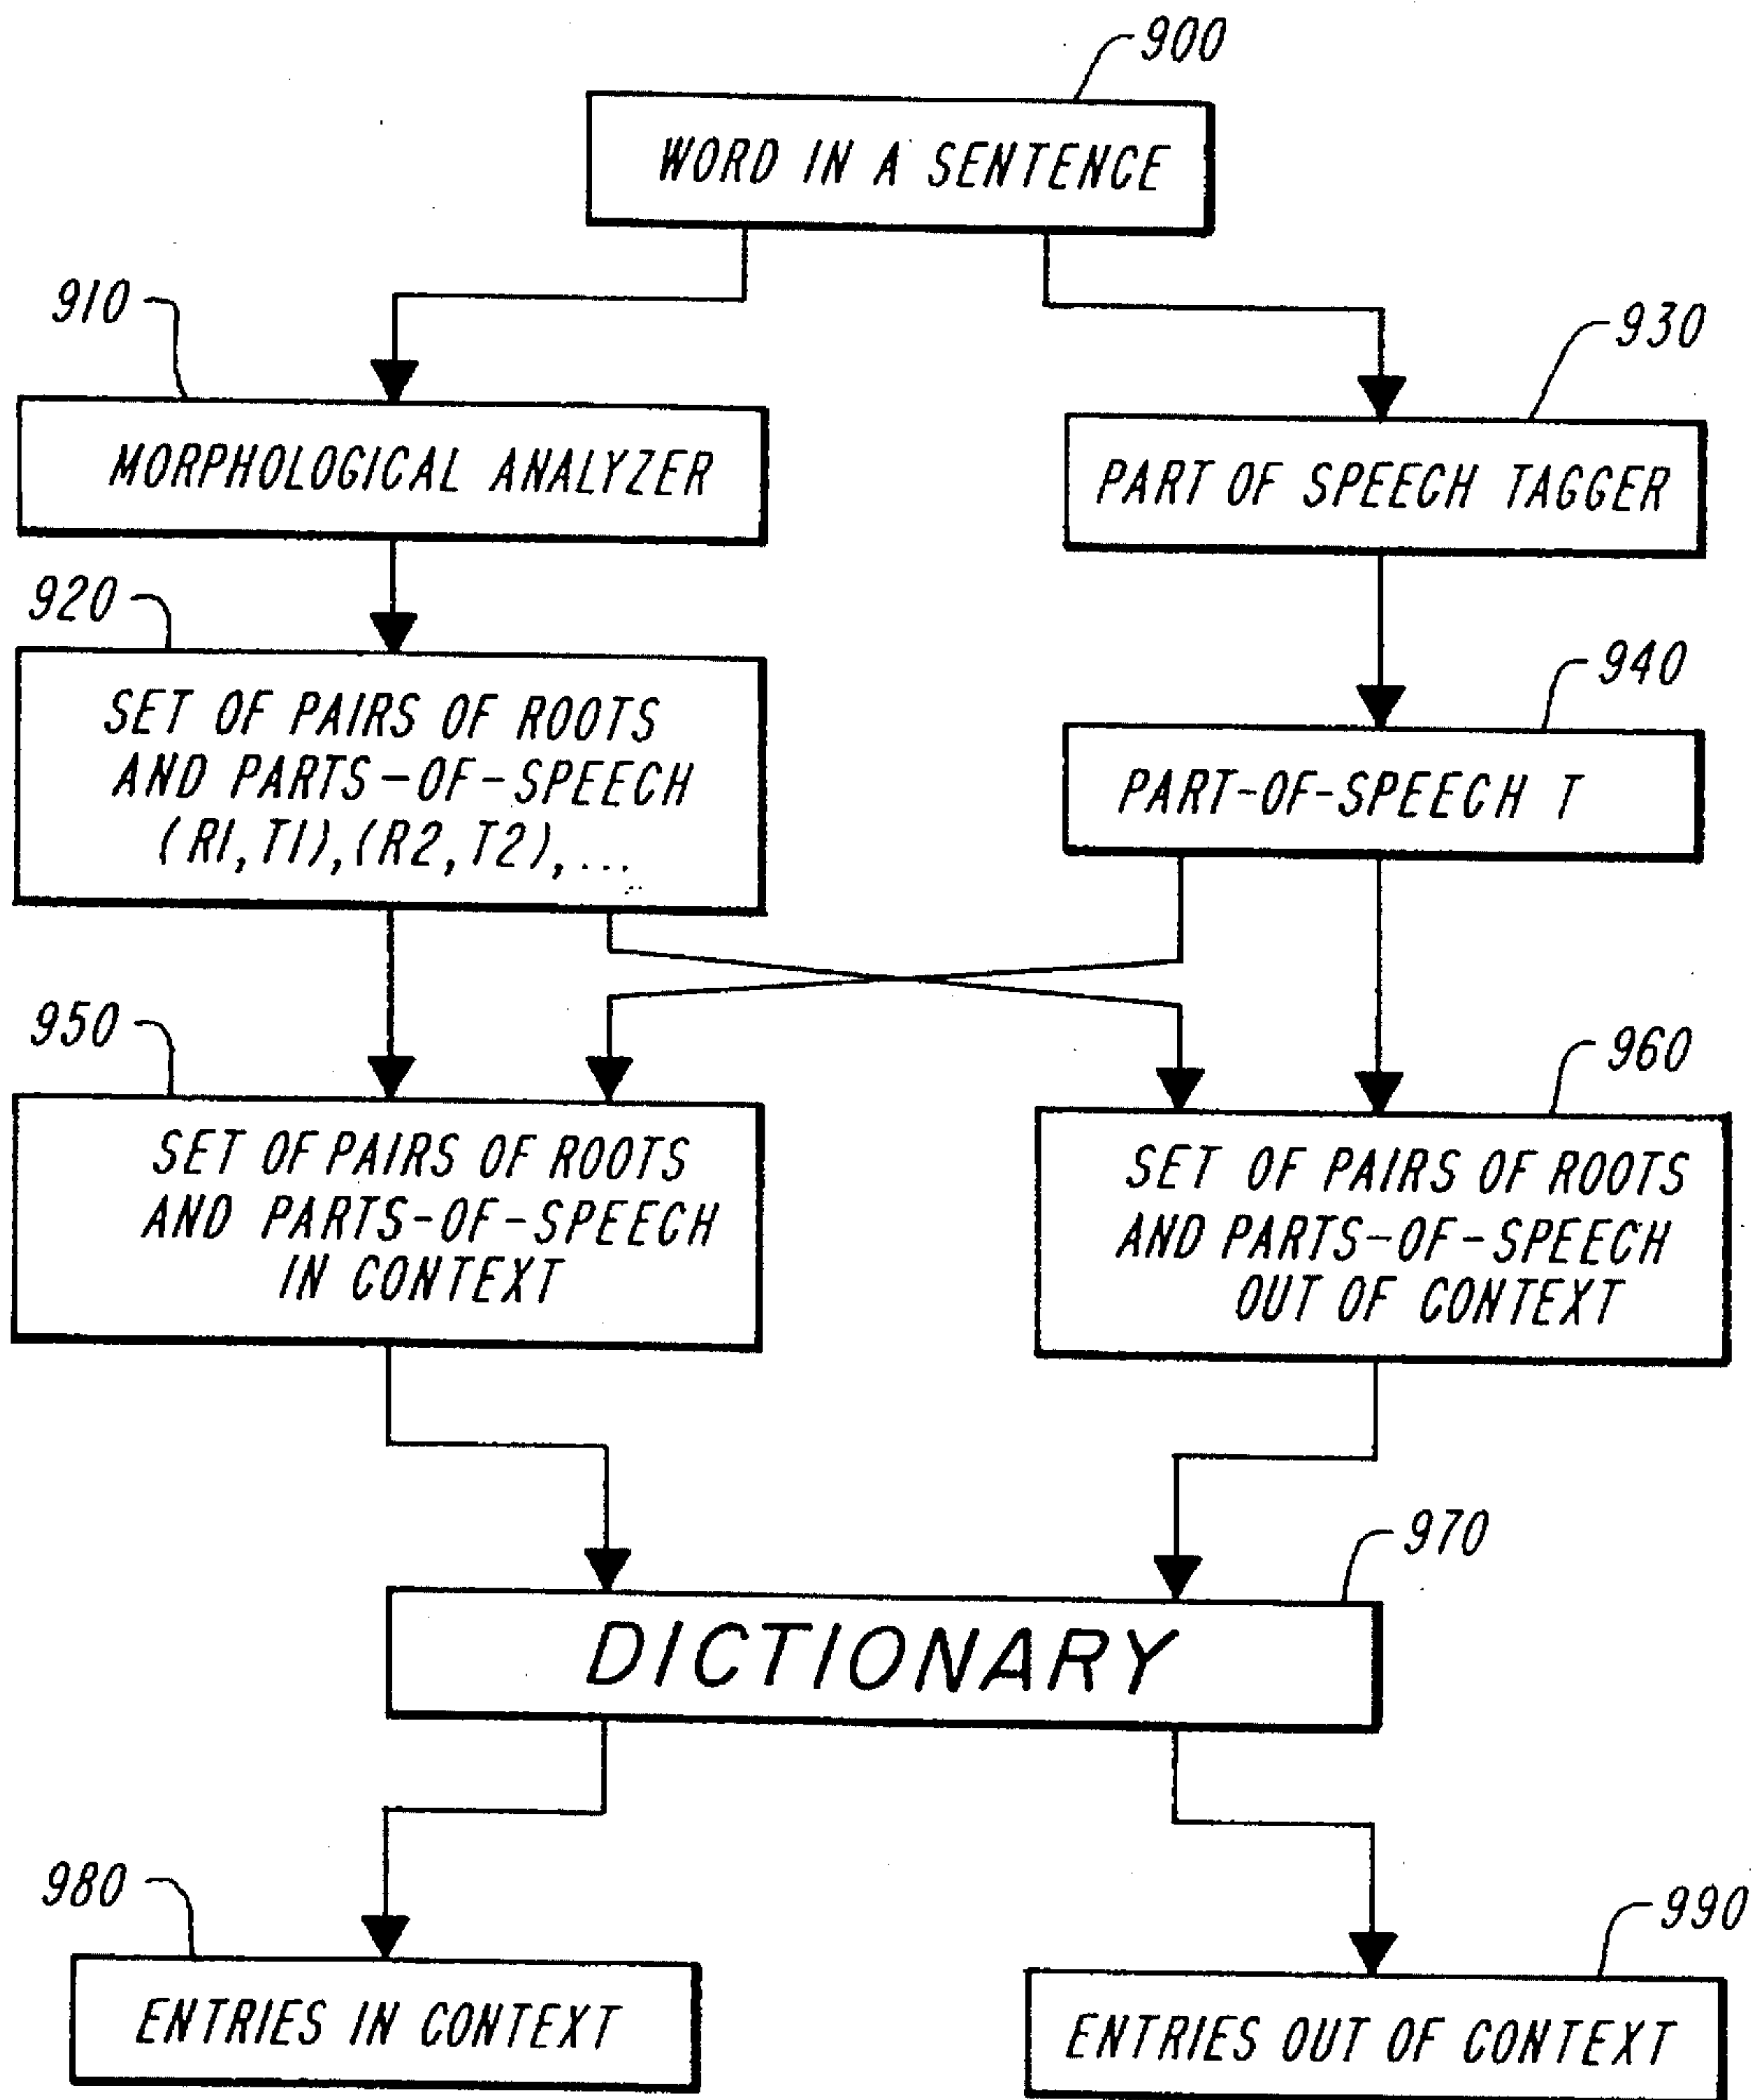 900
WORD IN A SENTENCE
910
930
MORPHOLOGICAL ANALYZER
PART OF SPEECH TAGGER
920
940
SET OF PAIRS OF ROOTS
AND PARTS-OF-SPEECH
(R1,T1),(R2,T2),...
PART-OF-SPEECH T
950
960
SET OF PAIRS OF ROOTS
AND PARTS-OF-SPEECH
IN CONTEXT
SET OF PAIRS OF ROOTS
AND PARTS-OF-SPEECH
OUT OF CONTEXT
970
DICTIONARY
980
990
ENTRIES IN CONTEXT
ENTRIES OUT OF CONTEXT